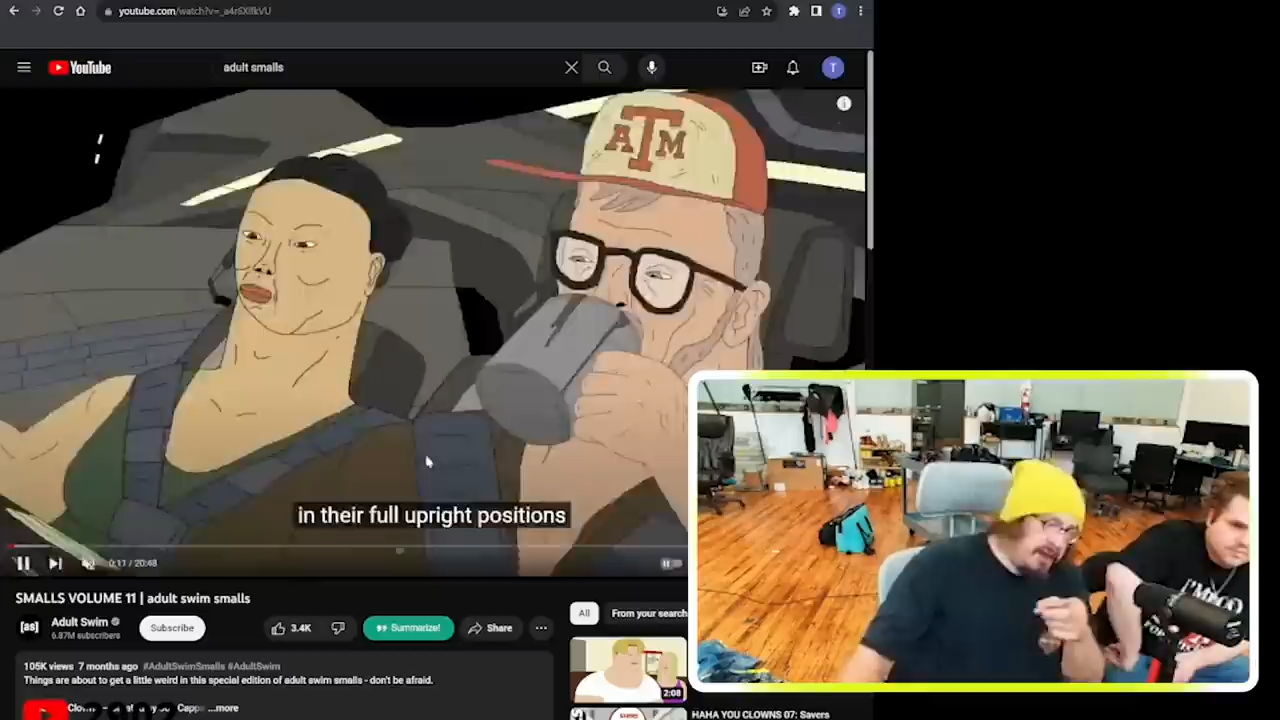 youtube.com/watch?v=_a4rSXlfkVU
YouTube
adult smalls
T
T
ATM
in their full upright positions
0:11 / 20:48
SMALLS VOLUME 11 | adult swim smalls
[as]
Adult Swim
6.87M subscribers
Subscribe
3.4K
Summarize!
Share
All
From your search
105K views 7 months ago #AdultSwimSmalls #AdultSwim
Things are about to get a little weird in this special edition of adult swim smalls - don't be afraid.
...more
2:08
HAHA YOU CLOWNS 07: Savers